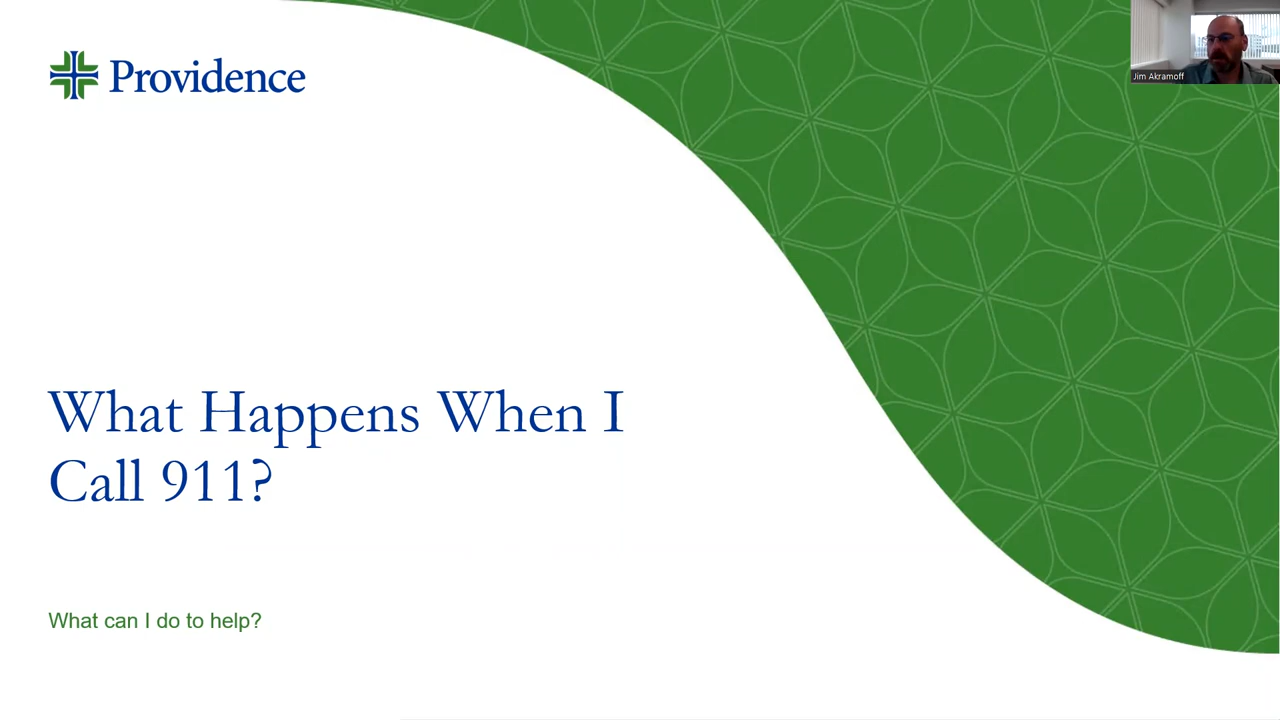 Providence
Jim Akramoff
What Happens When I
Call 911?
What can I do to help?